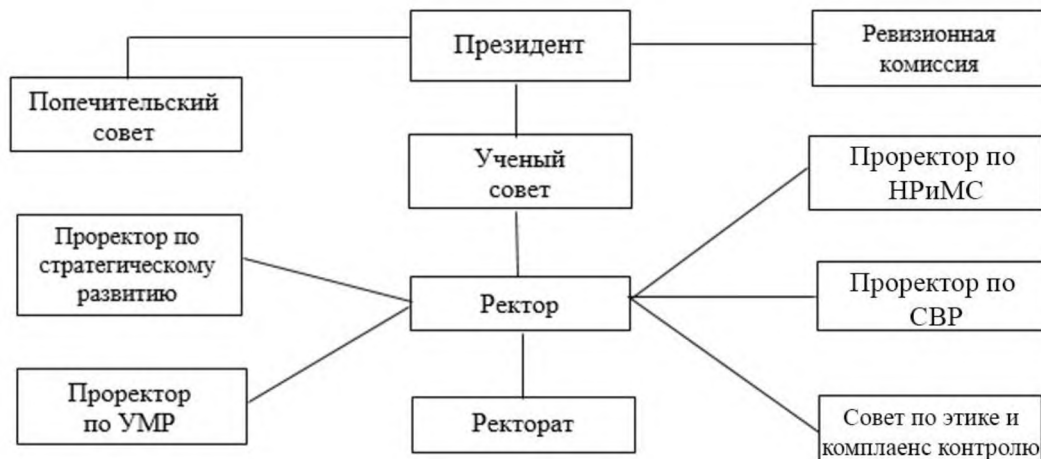 Президент
Ревизионная
комиссия
Попечительский
совет
Ученый
совет
Проректор по
НРиМС
Проректор по
стратегическому
развитию
Ректор
Проректор по
СВР
Проректор
по УМР
Ректорат
Совет по этике и
комплаенс контролю